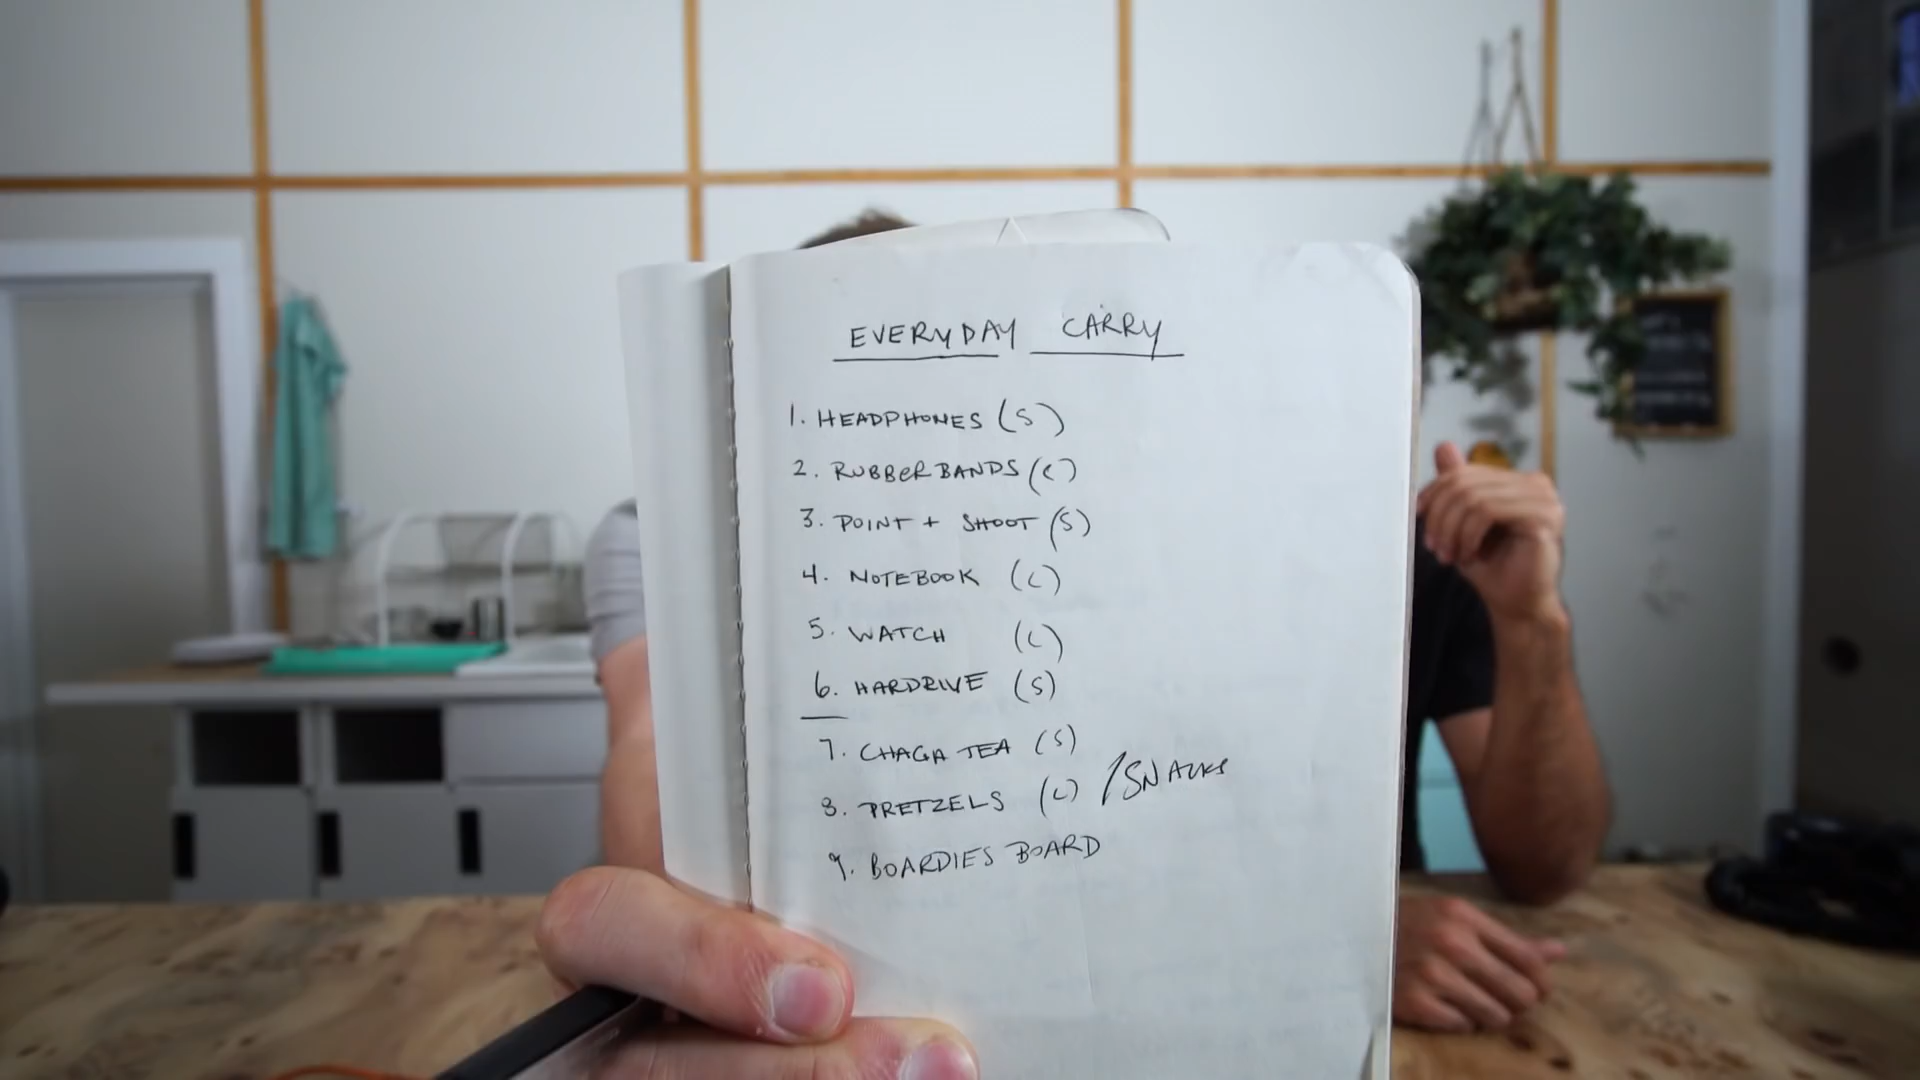 EVERYDAY CARRY
1. HEADPHONES (S)
2. RUBBERBANDS (C)
3. POINT + SHOOT (S)
4. NOTEBOOK (C)
5. WATCH (C)
6. HARDRIVE (S)
7. CHAGA TEA (S)
8. PRETZELS (C) /SNACKS
9. BOARDIES BOARD